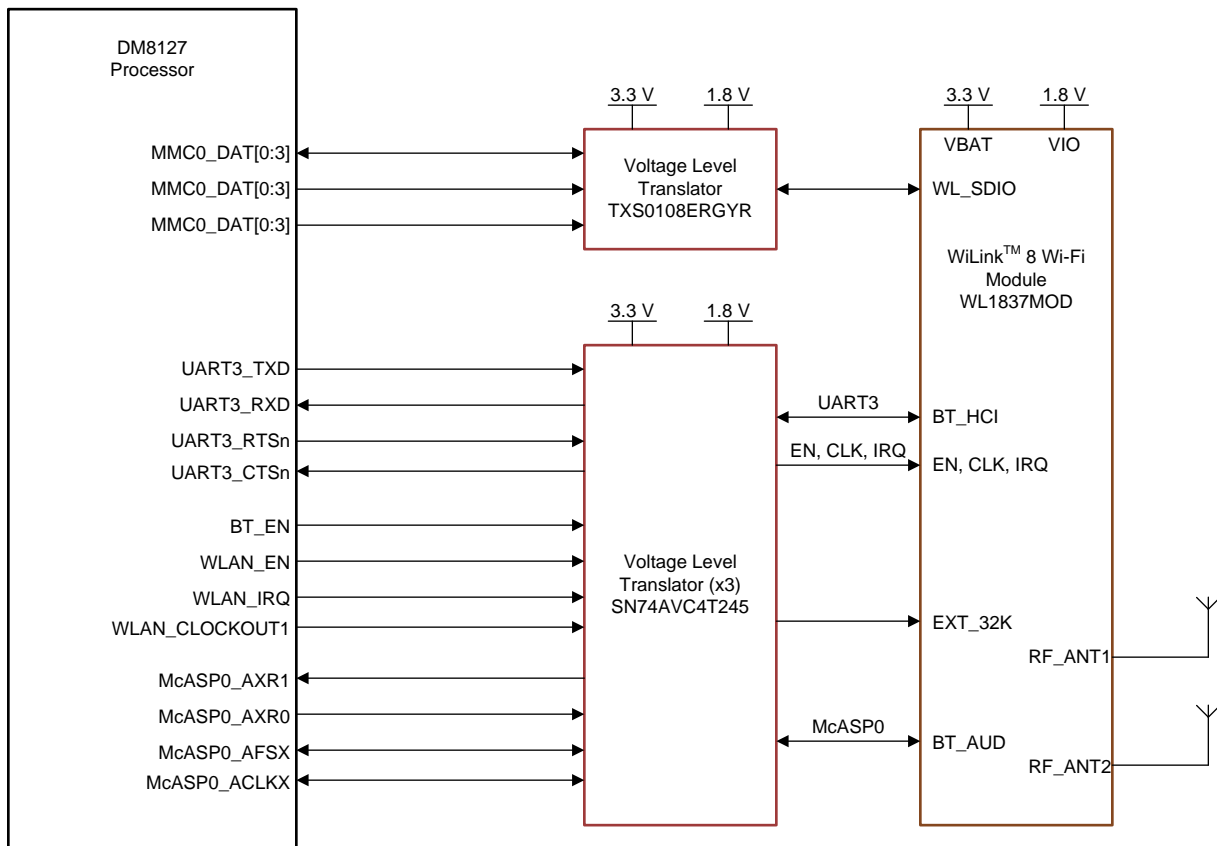 DM8127
Processor
MMC0_DAT[0:3]
MMC0_DAT[0:3]
MMC0_DAT[0:3]
UART3_TXD
UART3_RXD
UART3_RTSn
UART3_CTSn
BT_EN
WLAN_EN
WLAN_IRQ
WLAN_CLOCKOUT1
McASP0_AXR1
McASP0_AXR0
McASP0_AFSX
McASP0_ACLKX
3.3 V
1.8 V
Voltage Level
Translator
TXS0108ERGYR
3.3 V
1.8 V
Voltage Level
Translator (x3)
SN74AVC4T245
UART3
EN, CLK, IRQ
McASP0
3.3 V
1.8 V
VBAT
VIO
WL_SDIO
WiLink™ 8 Wi-Fi
Module
WL1837MOD
BT_HCI
EN, CLK, IRQ
EXT_32K
RF_ANT1
BT_AUD
RF_ANT2